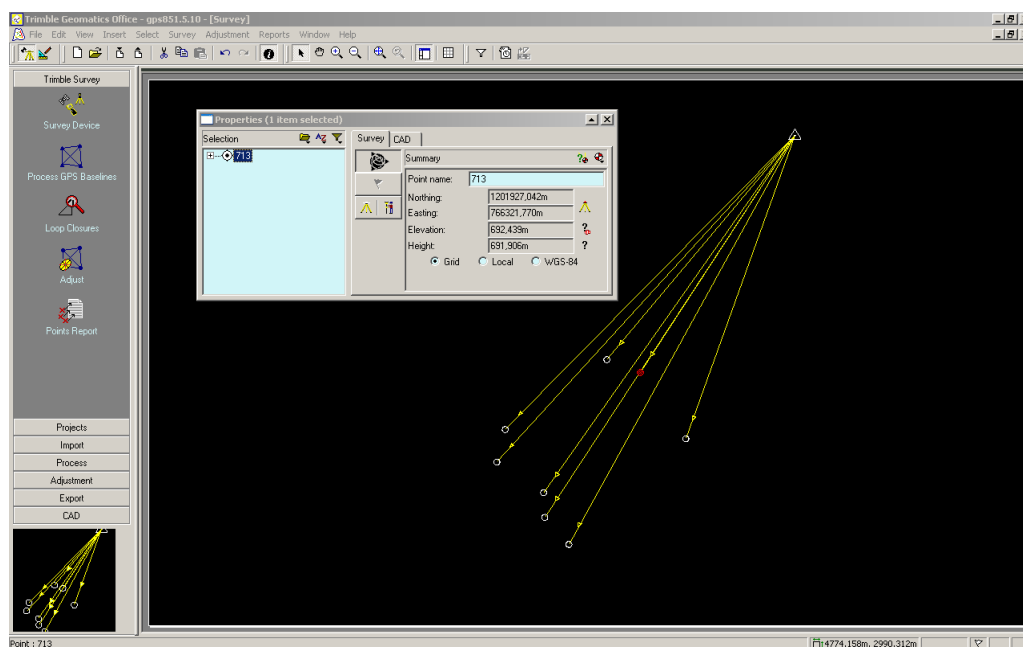 Trimble Geomatics Office - gps851.5.10 - [Survey]
File Edit View Insert Select Survey Adjustment Reports Window Help
Trimble Survey
Survey Device
Process GPS Baselines
Loop Closures
Adjust
Points Report
Projects
Import
Process
Adjustment
Export
CAD
Properties (1 item selected)
Selection
713
Survey CAD
Summary
Point name: 713
Northing: 1201927,042m
Easting: 766321,770m
Elevation: 692,439m
Height: 691,906m
Grid Local WGS-84
Point : 713
4774,158m, 2990,312m